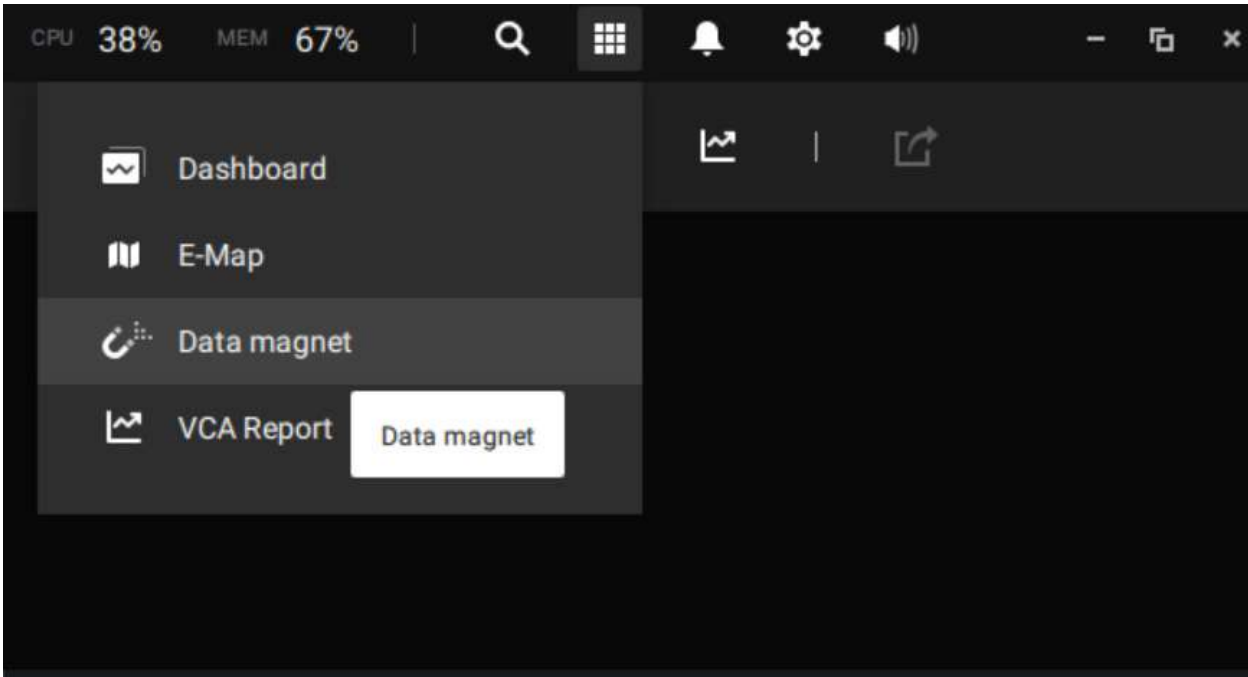 CPU 38% MEM 67%
Dashboard
E-Map
Data magnet
VCA Report
Data magnet